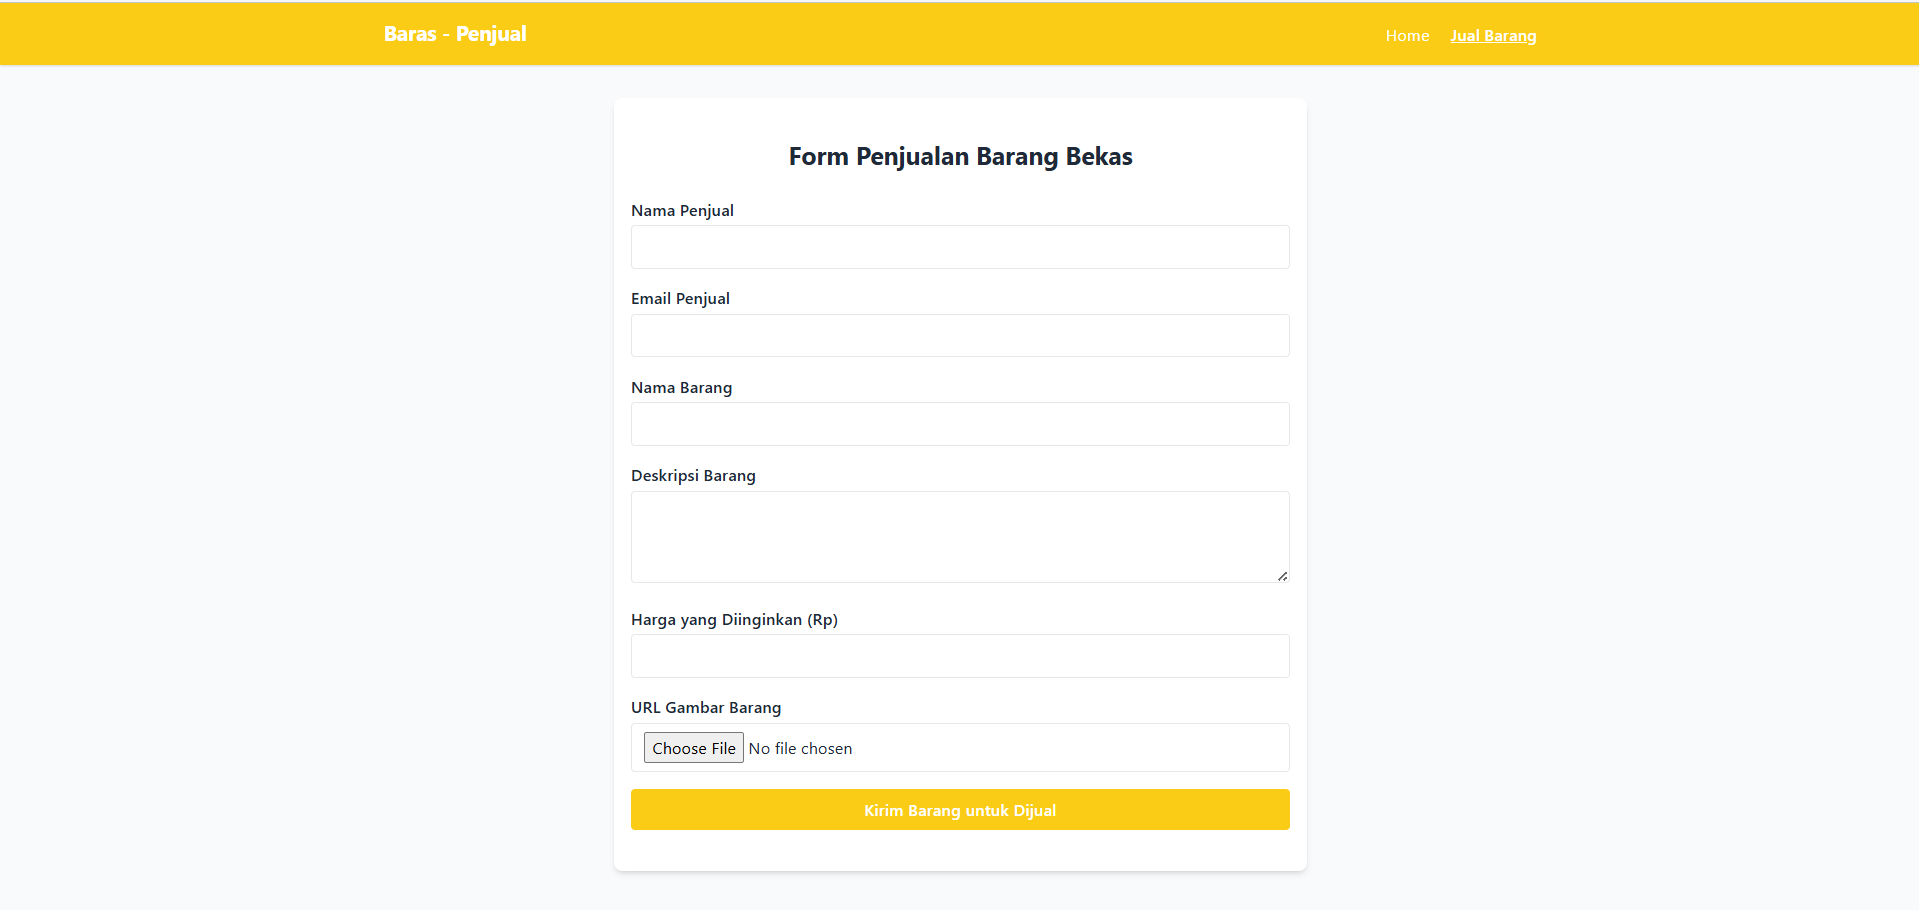 Baras - Penjual
Home Jual Barang
Form Penjualan Barang Bekas
Nama Penjual
Email Penjual
Nama Barang
Deskripsi Barang
Harga yang Diinginkan (Rp)
URL Gambar Barang
Choose File No file chosen
Kirim Barang untuk Dijual